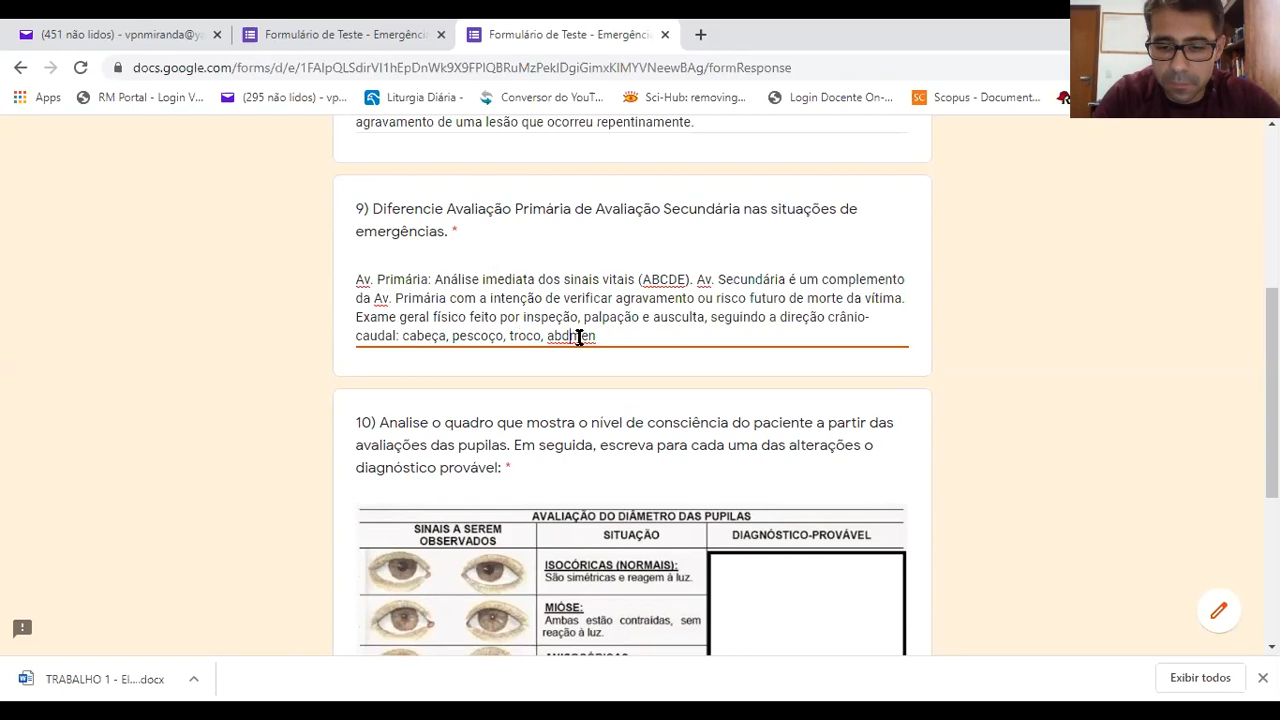 (451 não lidos) - vpnmiranda@y
Formulário de Teste - Emergênci
Formulário de Teste - Emergênci
docs.google.com/forms/d/e/1FAIpQLSdirVI1hEpDnWk9X9FPIQBRuMzPekIDgiGimxKIMYVNeewBAg/formResponse
Apps
RM Portal - Login V...
(295 não lidos) - vp...
Liturgia Diária -
Conversor do YouT...
Sci-Hub: removing...
Login Docente On-...
Scopus - Document...
agravamento de uma lesão que ocorreu repentinamente.
9) Diferencie Avaliação Primária de Avaliação Secundária nas situações de
emergências. *
Av. Primária: Análise imediata dos sinais vitais (ABCDE). Av. Secundária é um complemento
da Av. Primária com a intenção de verificar agravamento ou risco futuro de morte da vítima.
Exame geral físico feito por inspeção, palpação e ausculta, seguindo a direção crânio-
caudal: cabeça, pescoço, troco, abdmen
10) Analise o quadro que mostra o nível de consciência do paciente a partir das
avaliações das pupilas. Em seguida, escreva para cada uma das alterações o
diagnóstico provável: *
AVALIAÇÃO DO DIÂMETRO DAS PUPILAS
SINAIS A SEREM
OBSERVADOS
SITUAÇÃO
DIAGNÓSTICO-PROVÁVEL
ISOCÓRICAS (NORMAIS):
São simétricas e reagem à luz.
MIÓSE:
Ambas estão contraídas, sem
reação à luz.
TRABALHO 1 - El....docx
Exibir todos